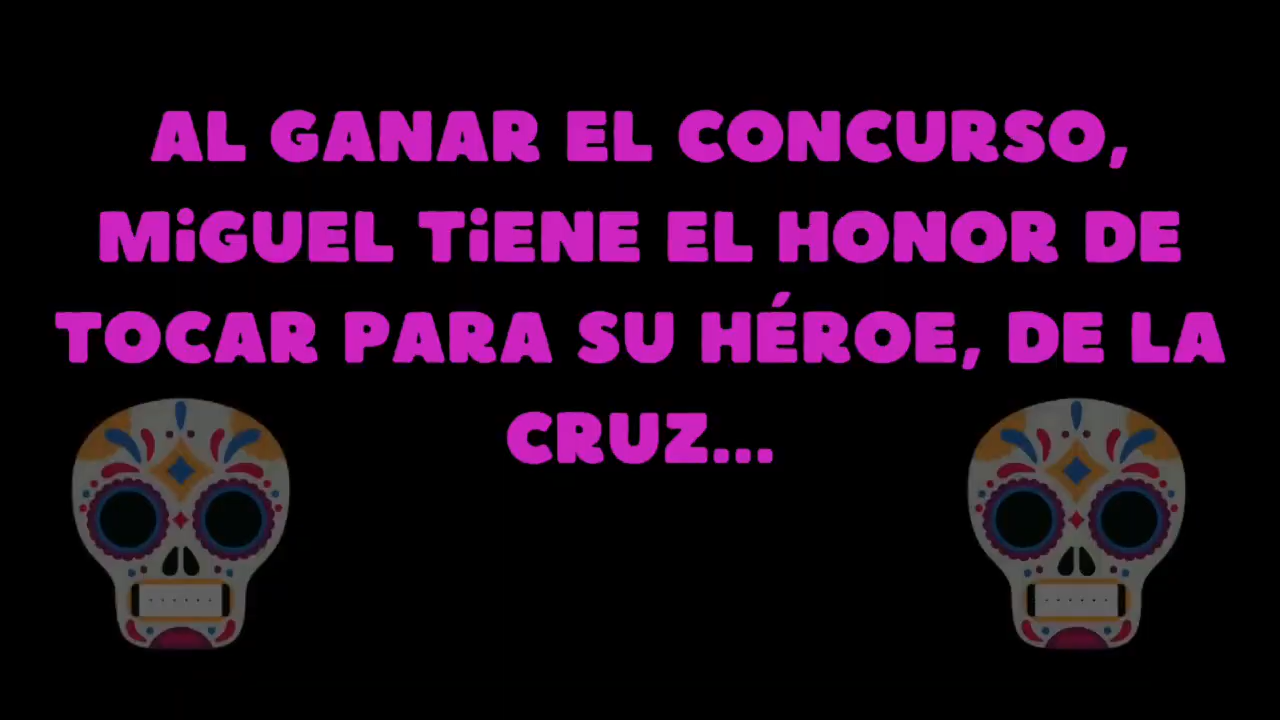 AL GANAR EL CONCURSO,
MiGUEL TiENE EL HONOR DE
TOCAR PARA SU HÉROE, DE LA
CRUZ...